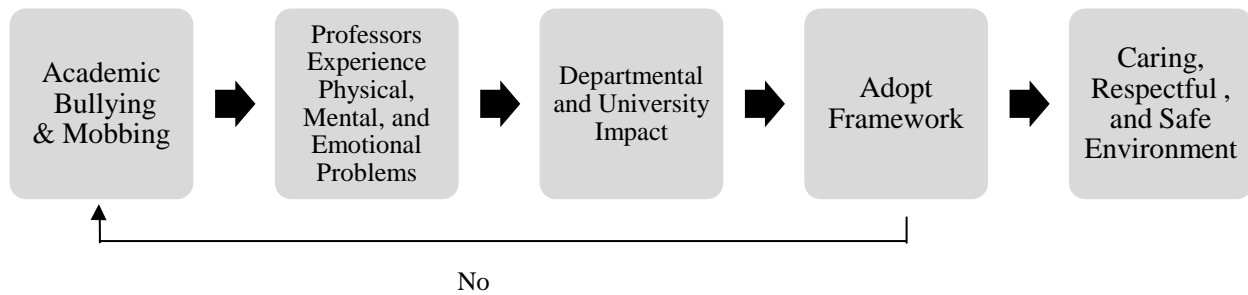 Academic
Bullying
& Mobbing
Professors
Experience
Physical,
Mental, and
Emotional
Problems
Departmental
and University
Impact
Adopt
Framework
Caring,
Respectful ,
and Safe
Environment
No